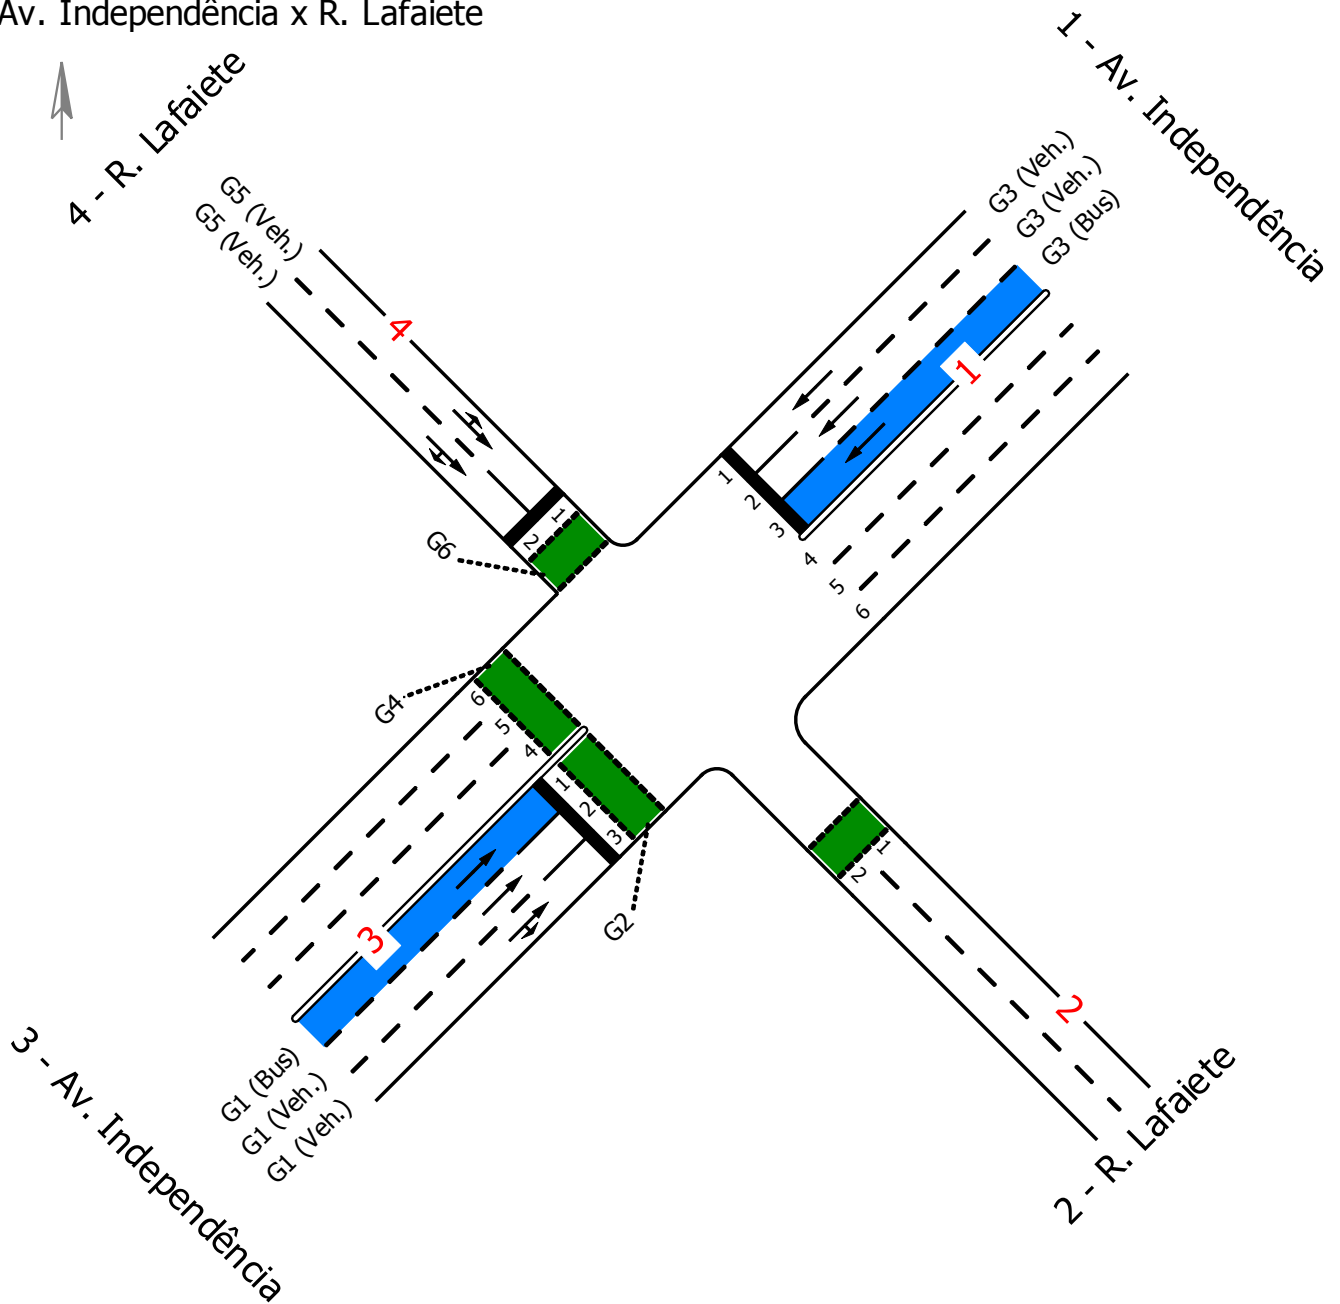 Av. Independência x R. Lafaiete
1 - Av. Independência
4 - R. Lafaiete
G5 (Veh.)
G5 (Veh.)
G3 (Veh.)
G3 (Veh.)
G3 (Bus)
4
1
1
2
3
4
5
6
1
2
G6
G4
6
5
4
1
2
3
G2
1
2
3
2
G1 (Bus)
G1 (Veh.)
G1 (Veh.)
3 - Av. Independência
2 - R. Lafaiete